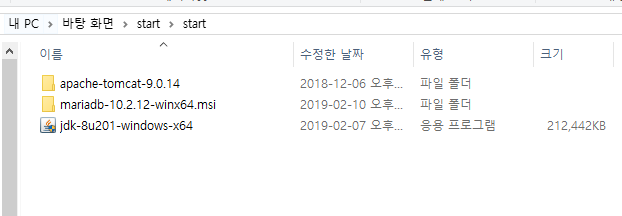 내 PC > 바탕 화면 > start > start
이름 수정한 날짜 유형 크기
apache-tomcat-9.0.14 2018-12-06 오후... 파일 폴더
mariadb-10.2.12-winx64.msi 2019-02-10 오후... 파일 폴더
jdk-8u201-windows-x64 2019-02-07 오후... 응용 프로그램 212,442KB